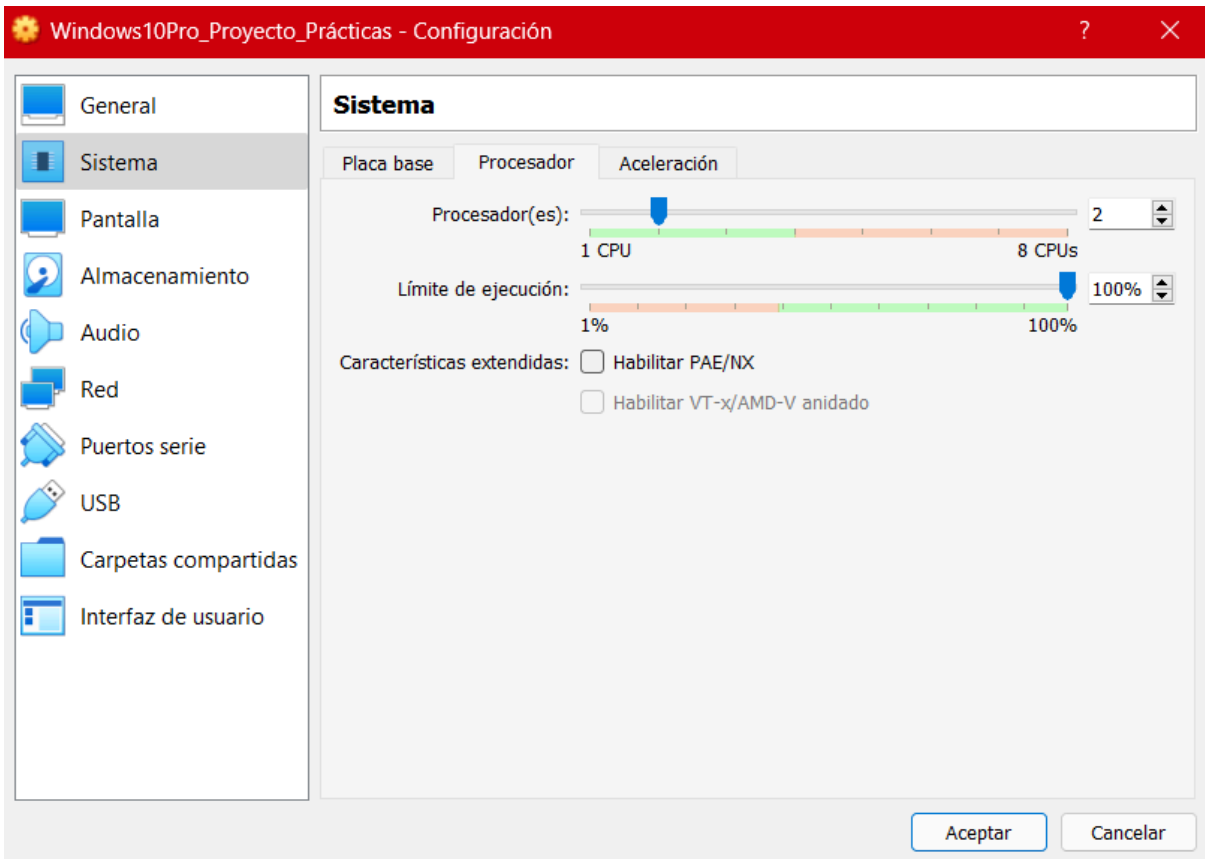 Windows10Pro_Proyecto_Prácticas - Configuración
?
General
Sistema
Pantalla
Almacenamiento
Audio
Red
Puertos serie
USB
Carpetas compartidas
Interfaz de usuario
Sistema
Placa base Procesador Aceleración
Procesador(es): 2
1 CPU 8 CPUs
Límite de ejecución: 100%
1% 100%
Características extendidas: Habilitar PAE/NX
Habilitar VT-x/AMD-V anidado
Aceptar Cancelar